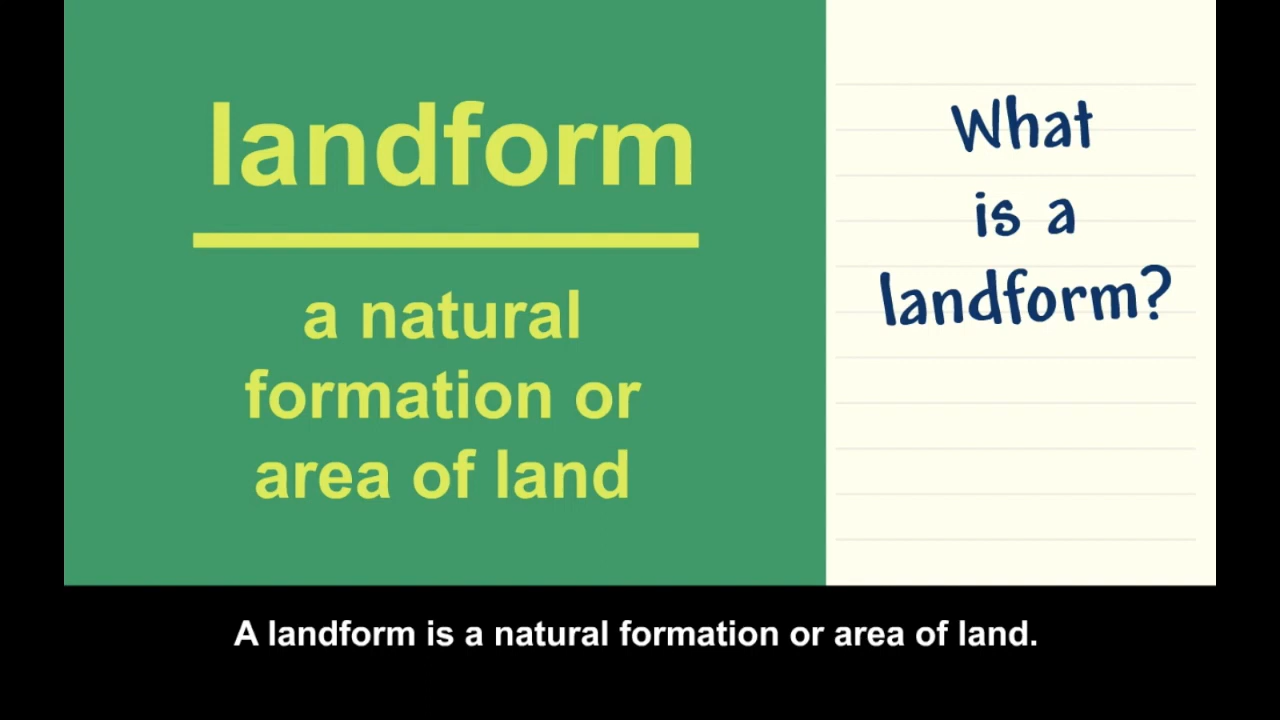 landform
a natural
formation or
area of land
What
is a
landform?
A landform is a natural formation or area of land.